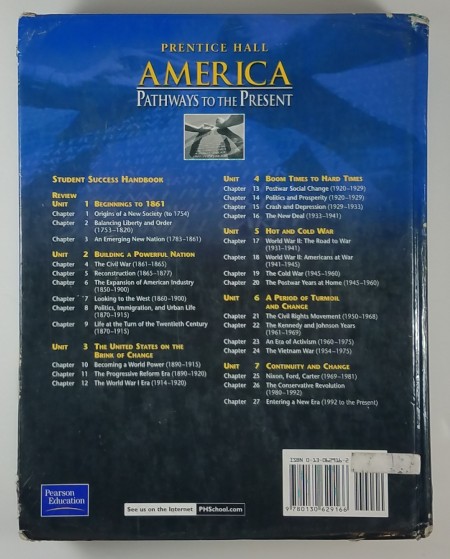 PRENTICE HALL
AMERICA
PATHWAYS TO THE PRESENT
STUDENT SUCCESS HANDBOOK
REVIEW
UNIT 1 BEGINNINGS TO 1861
Chapter 1 Origins of a New Society (to 1754)
Chapter 2 Balancing Liberty and Order
(1753–1820)
Chapter 3 An Emerging New Nation (1783–1861)
UNIT 2 BUILDING A POWERFUL NATION
Chapter 4 The Civil War (1861–1865)
Chapter 5 Reconstruction (1865–1877)
Chapter 6 The Expansion of American Industry
(1850–1900)
Chapter 7 Looking to the West (1860–1900)
Chapter 8 Politics, Immigration, and Urban Life
(1870–1915)
Chapter 9 Life at the Turn of the Twentieth Century
(1870–1915)
UNIT 3 THE UNITED STATES ON THE
BRINK OF CHANGE
Chapter 10 Becoming a World Power (1890–1915)
Chapter 11 The Progressive Reform Era (1890–1920)
Chapter 12 The World War I Era (1914–1920)
UNIT 4 BOOM TIMES TO HARD TIMES
Chapter 13 Postwar Social Change (1920–1929)
Chapter 14 Politics and Prosperity (1920–1929)
Chapter 15 Crash and Depression (1929–1933)
Chapter 16 The New Deal (1933–1941)
UNIT 5 HOT AND COLD WAR
Chapter 17 World War II: The Road to War
(1931–1941)
Chapter 18 World War II: Americans at War
(1941–1945)
Chapter 19 The Cold War (1945–1960)
Chapter 20 The Postwar Years at Home (1945–1960)
UNIT 6 A PERIOD OF TURMOIL
AND CHANGE
Chapter 21 The Civil Rights Movement (1950–1968)
Chapter 22 The Kennedy and Johnson Years
(1961–1969)
Chapter 23 An Era of Activism (1960–1975)
Chapter 24 The Vietnam War (1954–1975)
UNIT 7 CONTINUITY AND CHANGE
Chapter 25 Nixon, Ford, Carter (1969–1981)
Chapter 26 The Conservative Revolution
(1980–1992)
Chapter 27 Entering a New Era (1992 to the Present)
ISBN 0-13-062916-2
9 780130 629166
Pearson
Education
See us on the Internet PHSchool.com